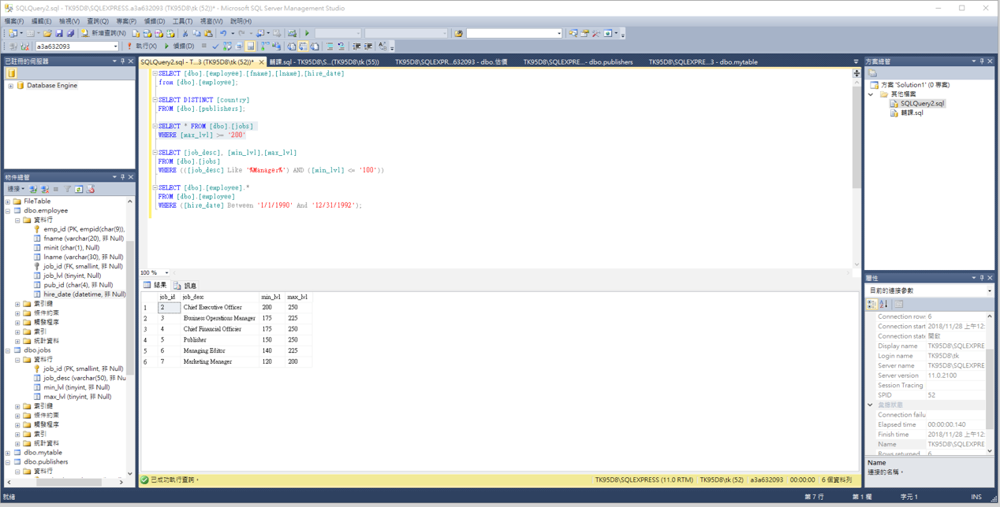 SQLQuery2.sql - TK95D8\SQLEXPRESS.a3a632093 (TK95D8\tk (52))* - Microsoft SQL Server Management Studio
檔案(F) 編輯(E) 檢視(V) 查詢(Q) 專案(P) 偵錯(D) 工具(T) 視窗(W) 說明(H)
新增查詢(N)
a3a632093 執行(X) 偵錯(D)
已註冊的伺服器
Database Engine
物件總管
連接
FileTable
dbo.employee
資料行
emp_id (PK, empid(char(9)),
fname (varchar(20), 非 Null)
minit (char(1), Null)
lname (varchar(30), 非 Null)
job_id (FK, smallint, 非 Null)
job_lvl (tinyint, Null)
pub_id (char(4), 非 Null)
hire_date (datetime, 非 Null)
索引鍵
條件約束
觸發程序
索引
統計資料
dbo.jobs
資料行
job_id (PK, smallint, 非 Null)
job_desc (varchar(50), 非 Nu
min_lvl (tinyint, 非 Null)
max_lvl (tinyint, 非 Null)
索引鍵
條件約束
觸發程序
索引
統計資料
dbo.mytable
dbo.publishers
資料行
SQLQuery2.sql - T...3 (TK95D8\tk (52))* 輔課.sql - TK95D8\S...(TK95D8\tk (55)) TK95D8\SQLEXPR...632093 - dbo.估價 TK95D8\SQLEXPRE...- dbo.publishers TK95D8\SQLEXPRE...3 - dbo.mytable
SELECT [dbo].[employee].[fname],[lname],[hire_date]
from [dbo].[employee];
SELECT DISTINCT [country]
FROM [dbo].[publishers];
SELECT * FROM [dbo].[jobs]
WHERE [max_lvl] >= '200'
SELECT [job_desc], [min_lvl],[max_lvl]
FROM [dbo].[jobs]
WHERE (([job_desc] Like '%Manager%') AND ([min_lvl] <= '100'))
SELECT [dbo].[employee].*
FROM [dbo].[employee]
WHERE ([hire_date] Between '1/1/1990' And '12/31/1992');
100 %
結果 訊息
job_id job_desc min_lvl max_lvl
1 2 Chief Executive Officer 200 250
2 3 Business Operations Manager 175 225
3 4 Chief Financial Officier 175 250
4 5 Publisher 150 250
5 6 Managing Editor 140 225
6 7 Marketing Manager 120 200
已成功執行查詢。 TK95D8\SQLEXPRESS (11.0 RTM) TK95D8\tk (52) a3a632093 00:00:00 6 個資料列
方案總管
方案 'Solution1' (0 專案)
其他檔案
SQLQuery2.sql
輔課.sql
屬性
目前的連接參數
Connection rows 6
Connection start 2018/11/28 上午12:
Connection state 開啟
Display name TK95D8\SQLEXPRE
Login name TK95D8\tk
Server name TK95D8\SQLEXPRE
Server version 11.0.2100
Session Tracing
SPID 52
彙總狀態
Connection failu
Elapsed time 00:00:00.140
Finish time 2018/11/28 上午12:
Name TK95D8\SQLEXPRE
Rows returned 6
Name
連接的名稱。
就緒 第 7 行 第 1 欄 字元 1 INS